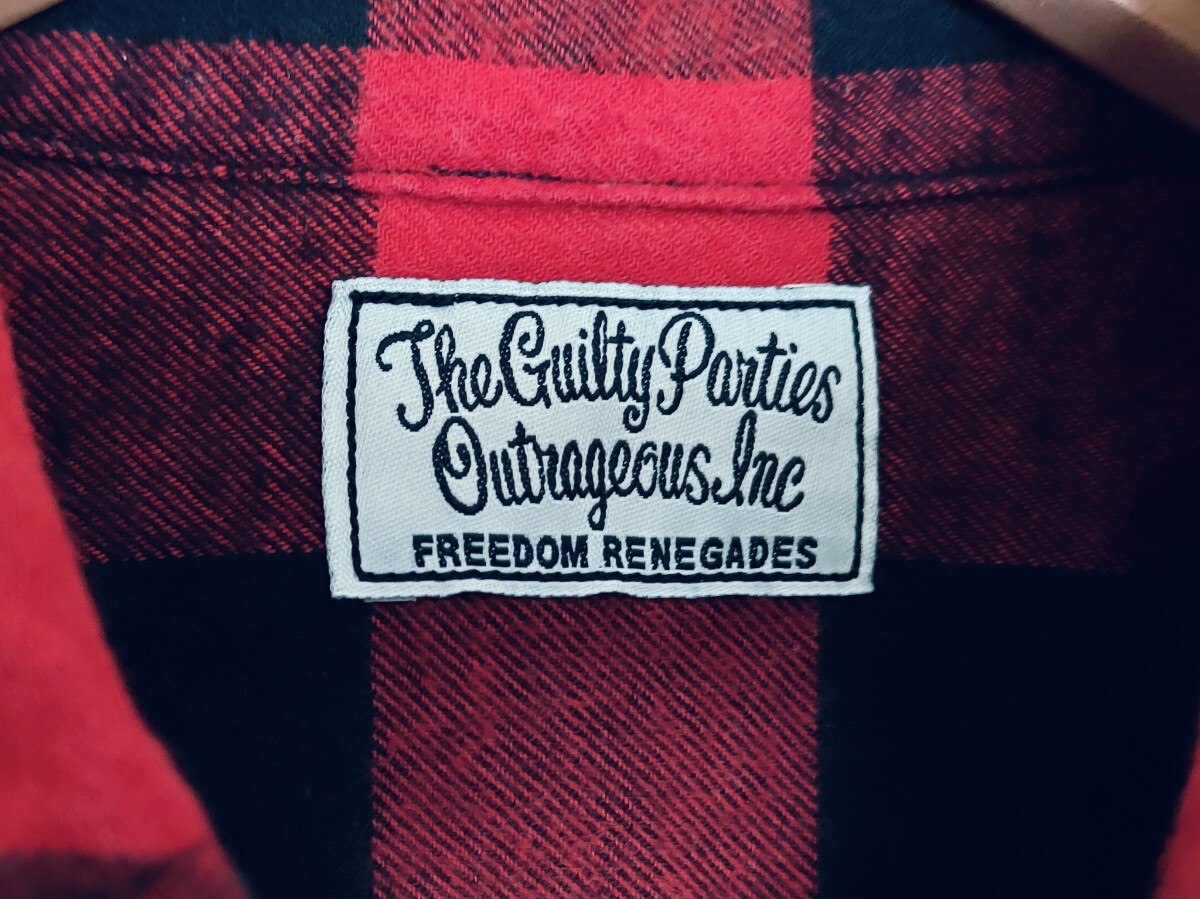 The Guilty Parties
Outrageous.Inc
FREEDOM RENEGADES